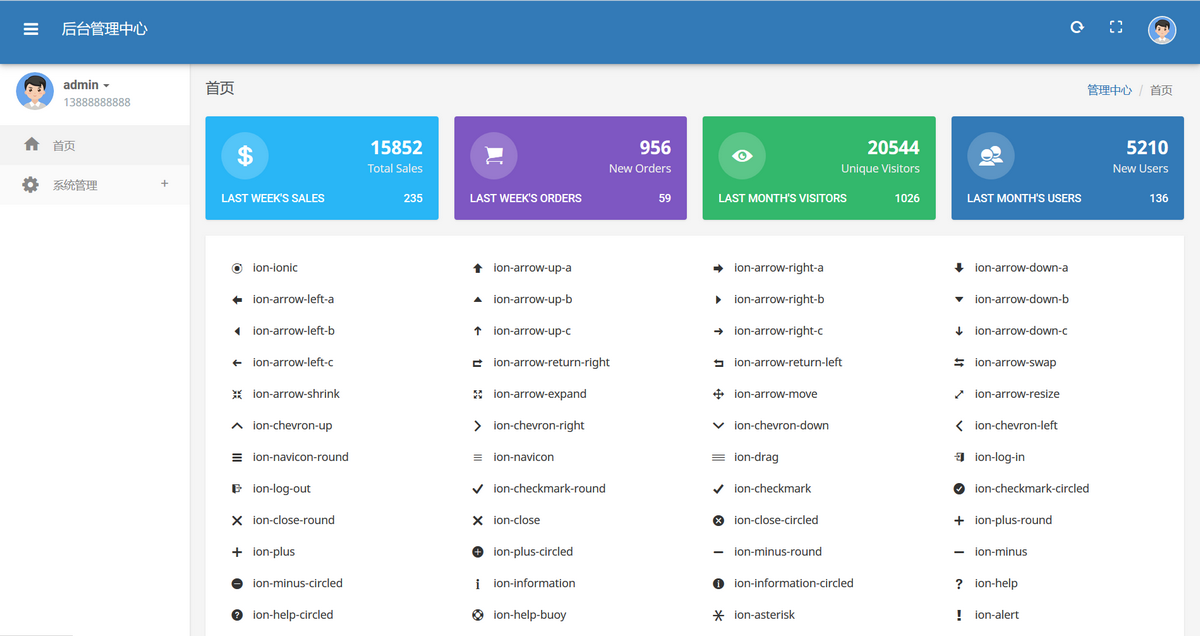 后台管理中心
admin
13888888888
首页
系统管理 +
首页
管理中心 / 首页
$ 15852
Total Sales
LAST WEEK'S SALES 235
956
New Orders
LAST WEEK'S ORDERS 59
20544
Unique Visitors
LAST MONTH'S VISITORS 1026
5210
New Users
LAST MONTH'S USERS 136
ion-ionic ion-arrow-up-a ion-arrow-right-a ion-arrow-down-a
ion-arrow-left-a ion-arrow-up-b ion-arrow-right-b ion-arrow-down-b
ion-arrow-left-b ion-arrow-up-c ion-arrow-right-c ion-arrow-down-c
ion-arrow-left-c ion-arrow-return-right ion-arrow-return-left ion-arrow-swap
ion-arrow-shrink ion-arrow-expand ion-arrow-move ion-arrow-resize
ion-chevron-up ion-chevron-right ion-chevron-down ion-chevron-left
ion-navicon-round ion-navicon ion-drag ion-log-in
ion-log-out ion-checkmark-round ion-checkmark ion-checkmark-circled
ion-close-round ion-close ion-close-circled ion-plus-round
ion-plus ion-plus-circled ion-minus-round ion-minus
ion-minus-circled ion-information ion-information-circled ion-help
ion-help-circled ion-help-buoy ion-asterisk ion-alert